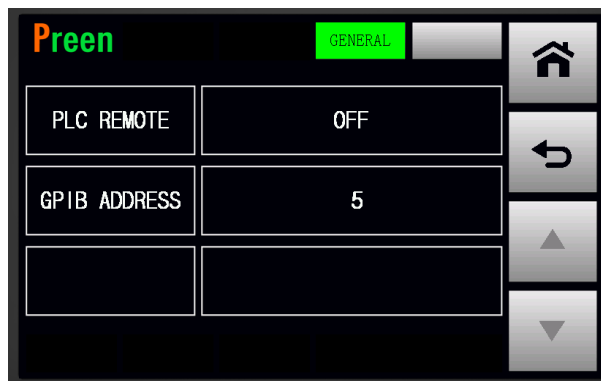 Preen
GENERAL
PLC REMOTE
OFF
GPIB ADDRESS
5